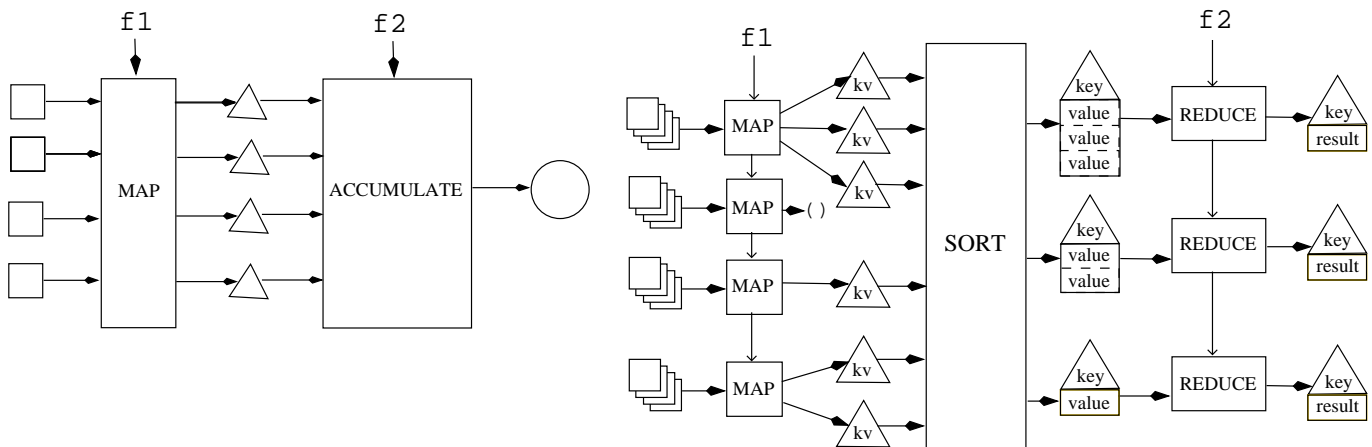 f1
f2
MAP
ACCUMULATE
f1
f2
MAP
MAP
()
MAP
MAP
kv
kv
kv
kv
kv
kv
SORT
key
value
value
value
key
value
value
key
value
REDUCE
REDUCE
REDUCE
key
result
key
result
key
result